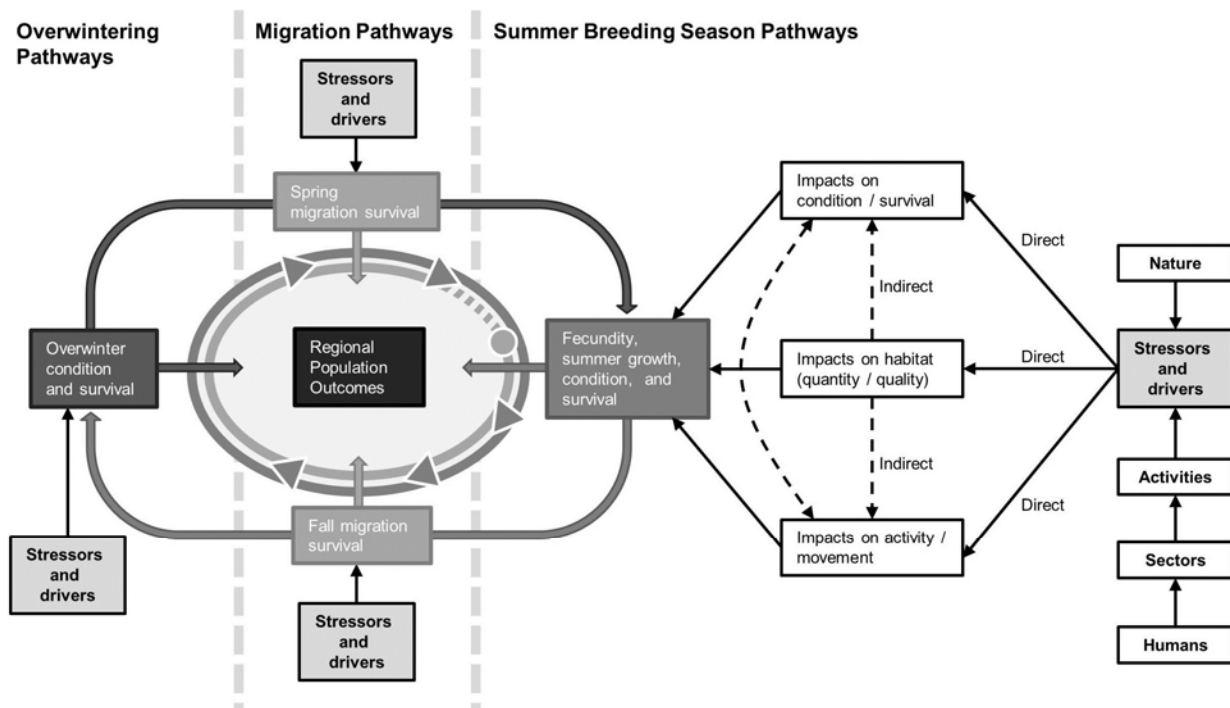 Overwintering
Pathways
Migration Pathways
Summer Breeding Season Pathways
Stressors
and
drivers
Spring
migration survival
Impacts on
condition / survival
Direct
Nature
Indirect
Overwinter
condition
and survival
Regional
Population
Outcomes
Fecundity,
summer growth,
condition, and
survival
Impacts on habitat
(quantity / quality)
Direct
Stressors
and
drivers
Indirect
Activities
Direct
Fall migration
survival
Impacts on activity /
movement
Stressors
and
drivers
Sectors
Stressors
and
drivers
Humans